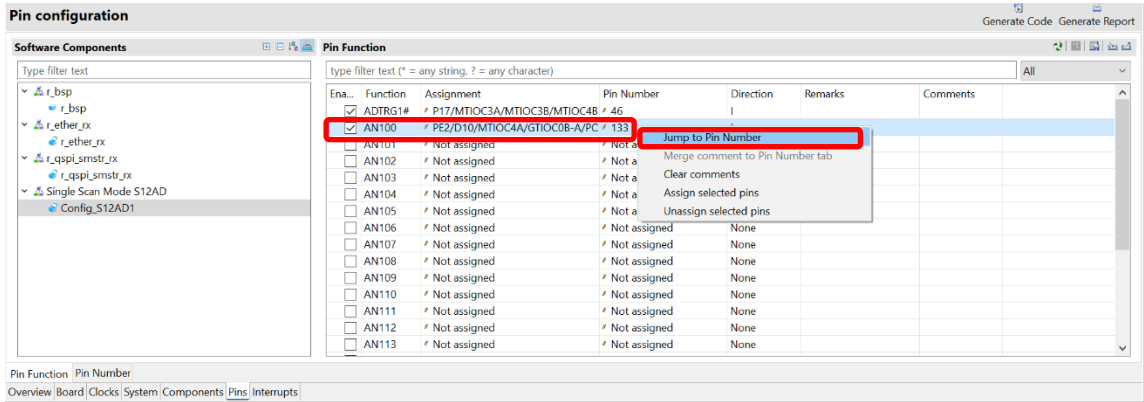 Pin configuration
Generate Code Generate Report
Software Components
Type filter text
r_bsp
r_bsp
r_ether_rx
r_ether_rx
r_qspi_smstr_rx
r_qspi_smstr_rx
Single Scan Mode S12AD
Config_S12AD1
Pin Function
type filter text (* = any string, ? = any character) All
Ena... Function Assignment Pin Number Direction Remarks Comments
ADTRG1# P17/MTIOC3A/MTIOC3B/MTIOC4B 46 I
AN100 PE2/D10/MTIOC4A/GTIOC0B-A/PC 133
AN101 Not assigned Not a
AN102 Not assigned Not a
AN103 Not assigned Not a
AN104 Not assigned Not a
AN105 Not assigned Not a
AN106 Not assigned Not assigned None
AN107 Not assigned Not assigned None
AN108 Not assigned Not assigned None
AN109 Not assigned Not assigned None
AN110 Not assigned Not assigned None
AN111 Not assigned Not assigned None
AN112 Not assigned Not assigned None
AN113 Not assigned Not assigned None
Jump to Pin Number
Merge comment to Pin Number tab
Clear comments
Assign selected pins
Unassign selected pins
Pin Function Pin Number
Overview Board Clocks System Components Pins Interrupts